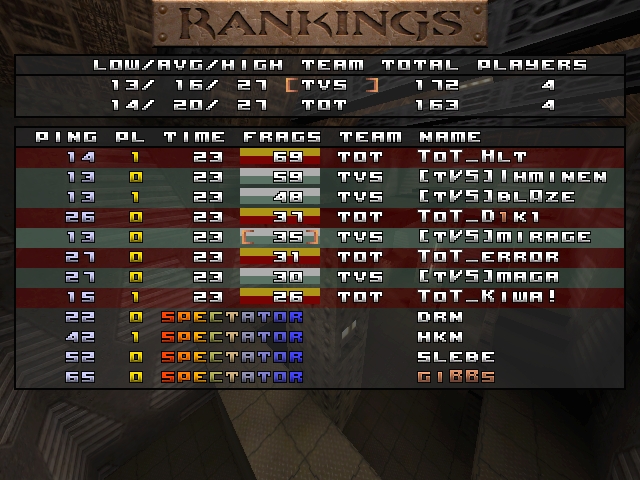 RANKINGS
LOW/AVG/HIGH TEAM TOTAL PLAYERS
13/ 16/ 27 [TVS ] 172 4
14/ 20/ 27 TOT 163 4
PING PL TIME FRAGS TEAM NAME
14 1 23 69 TOT ToT_Hlt
13 0 23 59 TVS [TVS]IHMINEN
13 1 23 48 TVS [TVS]BLAZE
26 0 23 37 TOT ToT_D1K1
13 0 23 [ 35 ] TVS [TVS]MIRAGE
27 0 23 31 TOT ToT_ERROR
27 0 23 30 TVS [TVS]MAGA
15 1 23 26 TOT ToT_KIWA!
22 0 SPECTATOR DRN
42 1 SPECTATOR HKN
52 0 SPECTATOR SLEBE
65 0 SPECTATOR GIBBS